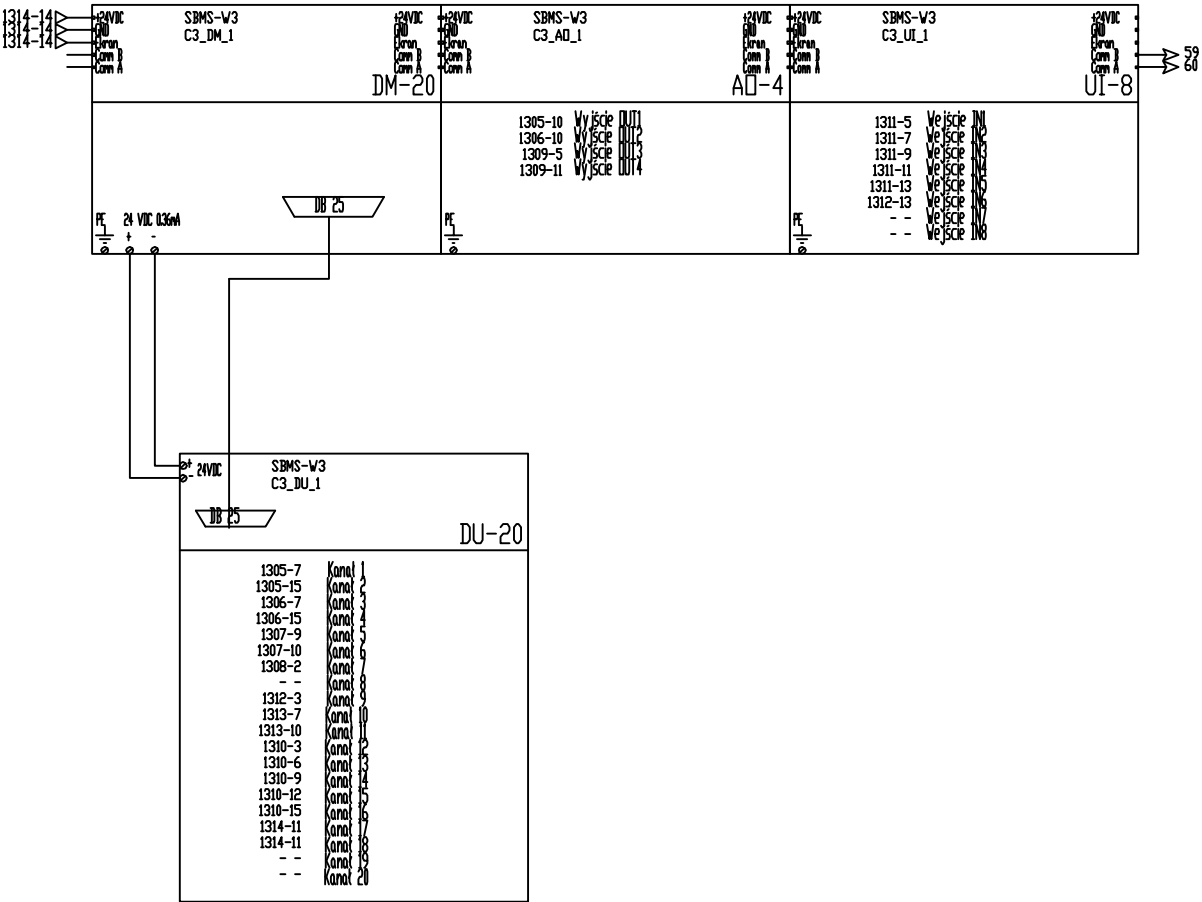 1314-14
1314-14
1314-14
+24VDC SBMS-W3 +24VDC
GND C3_DM_1 GND
Ekran Ekran
Comm B Comm B
Comm A Comm A
DM-20
PE 24 VDC 0.36mA
+ -
DB 25
+24VDC SBMS-W3 +24VDC
GND C3_AO_1 GND
Ekran Ekran
Comm B Comm B
Comm A Comm A
AO-4
1305-10 Wyjście OUT1
1306-10 Wyjście OUT2
1309-5 Wyjście OUT3
1309-11 Wyjście OUT4
PE
+24VDC SBMS-W3 +24VDC
GND C3_UI_1 GND
Ekran Ekran
Comm B Comm B
Comm A Comm A
UI-8
59
60
1311-5 Wejście IN1
1311-7 Wejście IN2
1311-9 Wejście IN3
1311-11 Wejście IN4
1311-13 Wejście IN5
1312-13 Wejście IN6
- - Wejście IN7
- - Wejście IN8
PE
+
-
24VDC
SBMS-W3
C3_DU_1
DB 25
DU-20
1305-7 Kanał 1
1305-15 Kanał 2
1306-7 Kanał 3
1306-15 Kanał 4
1307-9 Kanał 5
1307-10 Kanał 6
1308-2 Kanał 7
- - Kanał 8
1312-3 Kanał 9
1313-7 Kanał 10
1313-10 Kanał 11
1310-3 Kanał 12
1310-6 Kanał 13
1310-9 Kanał 14
1310-12 Kanał 15
1310-15 Kanał 16
1314-11 Kanał 17
1314-11 Kanał 18
- - Kanał 19
- - Kanał 20